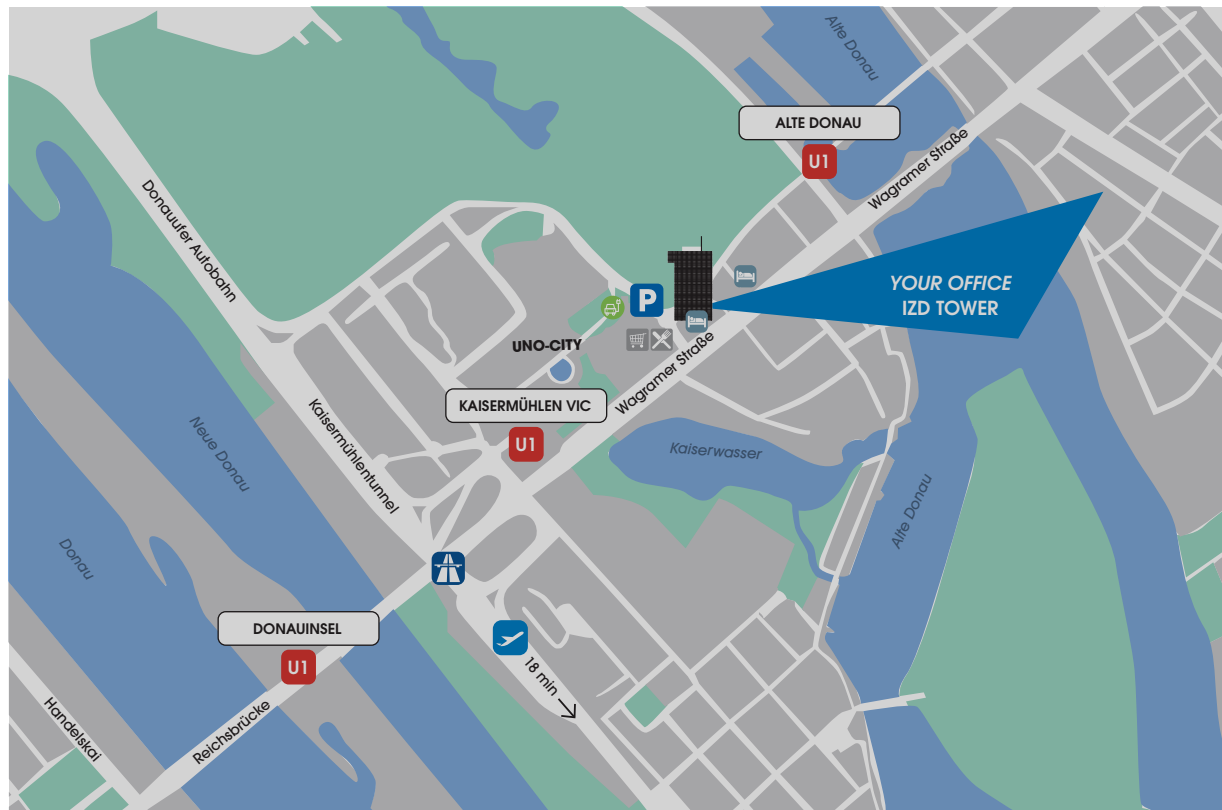 Alte Donau
ALTE DONAU
U1
Wagramer Straße
Donauufer Autobahn
YOUR OFFICE
IZD TOWER
P
UNO-CITY
Wagramer Straße
KAISERMÜHLEN VIC
U1
Kaisermühlentunnel
Neue Donau
Kaiserwasser
Alte Donau
Donau
DONAUINSEL
U1
18 min
Reichsbrücke
Handelskai